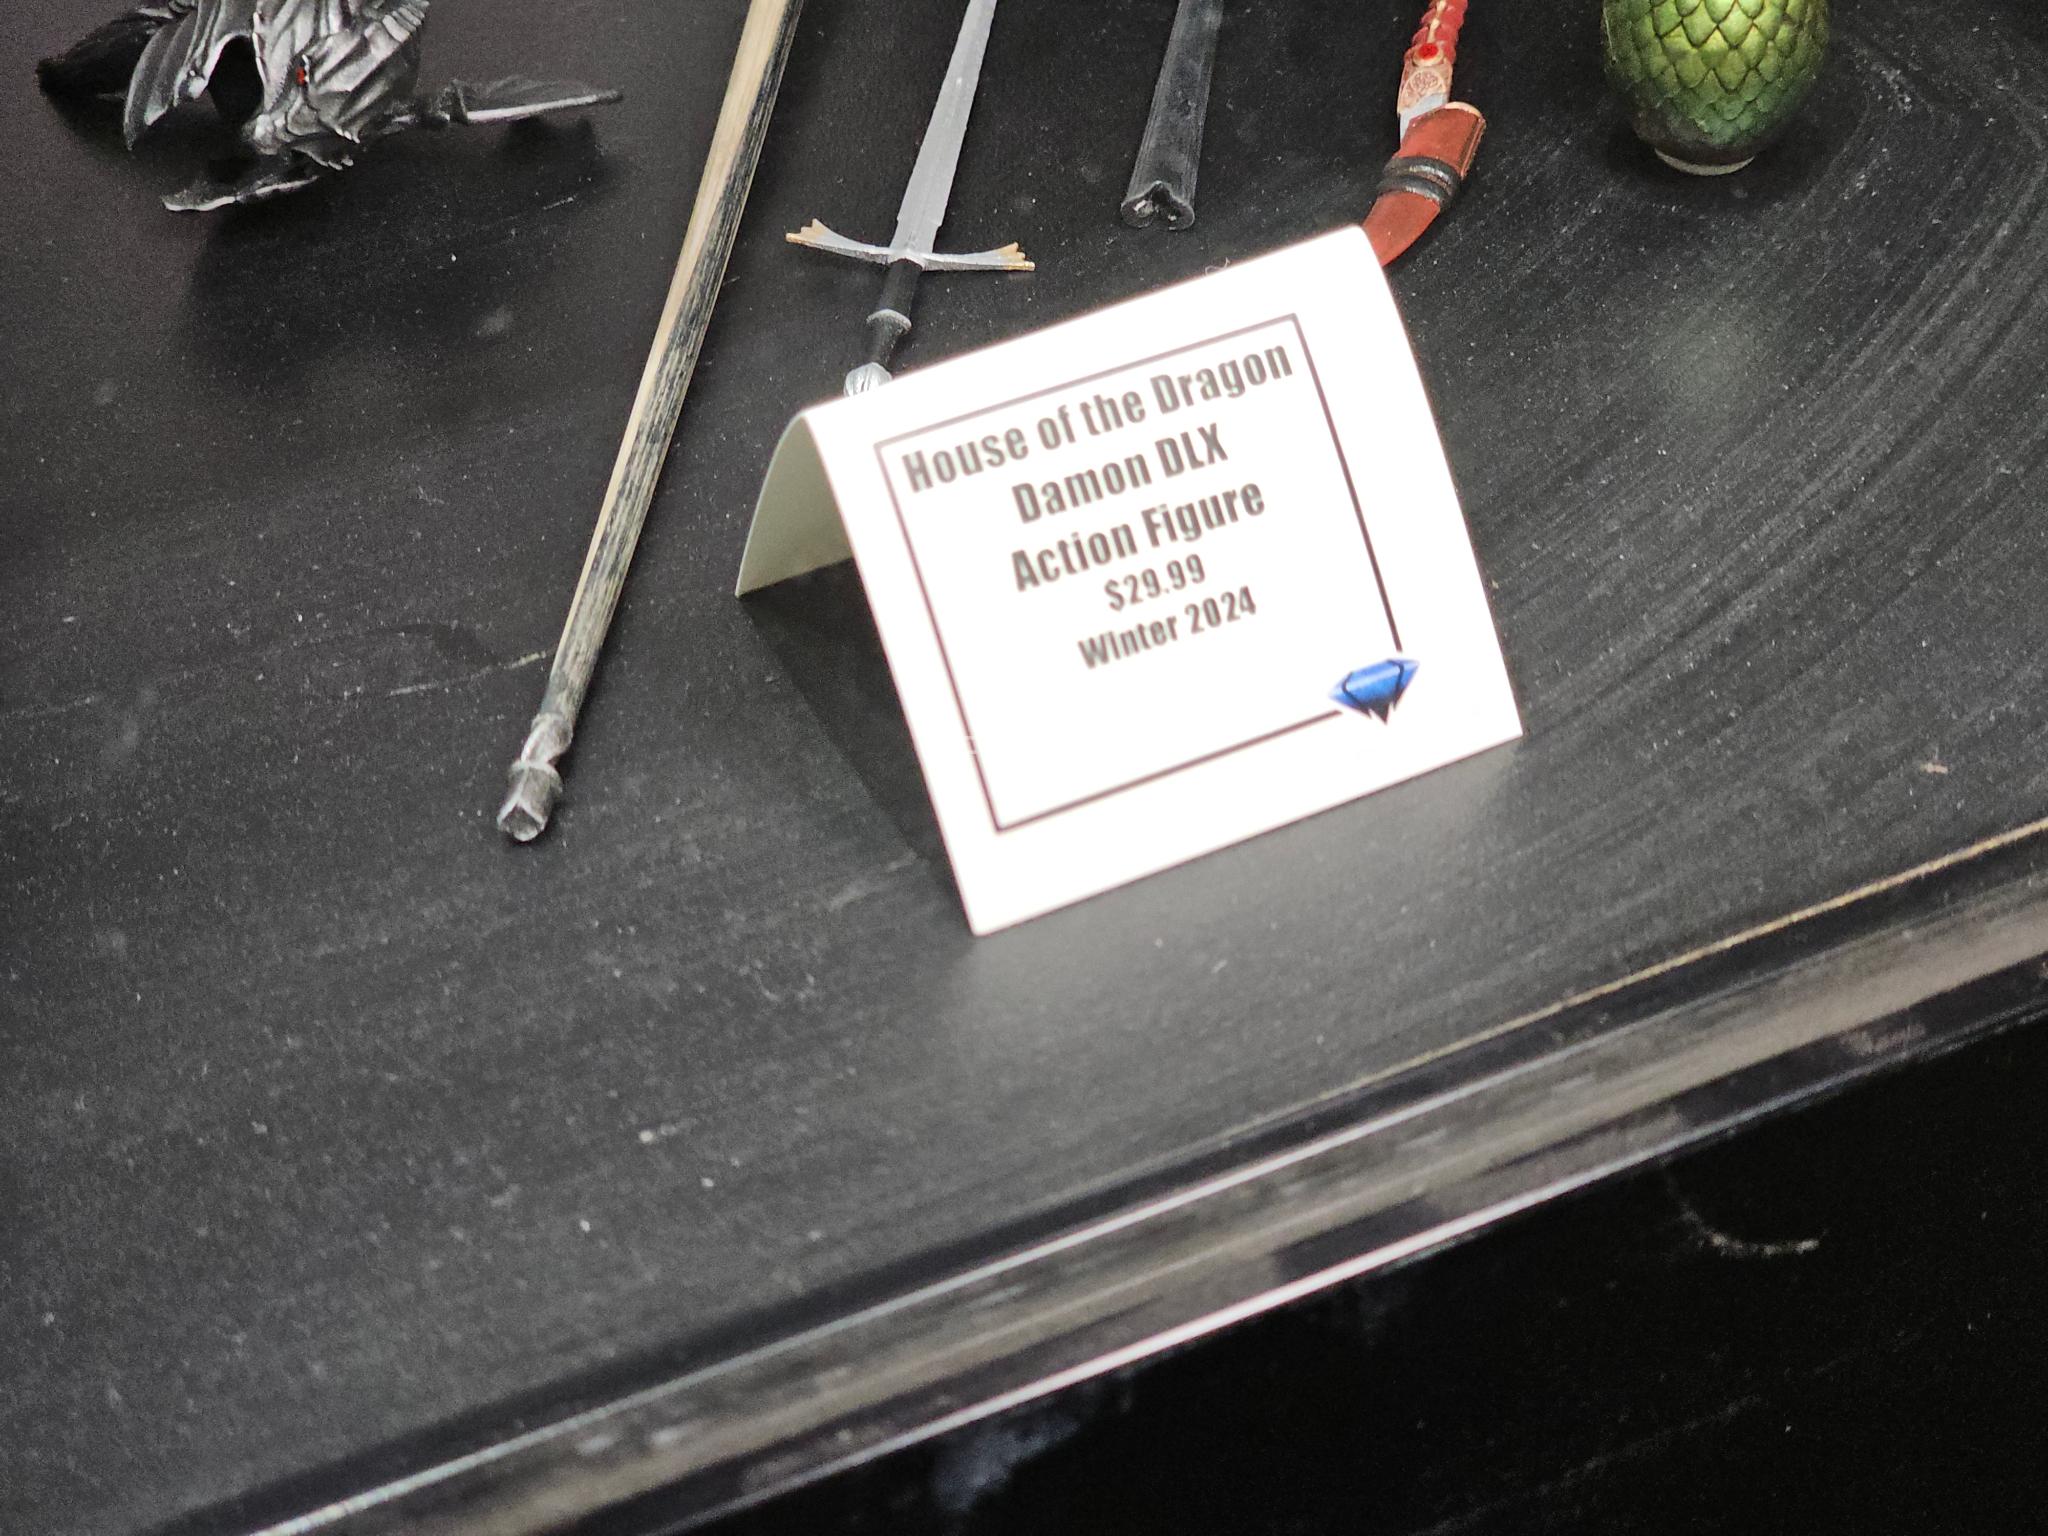 House of the Dragon
Damon DLX
Action Figure
$29.99
Winter 2024